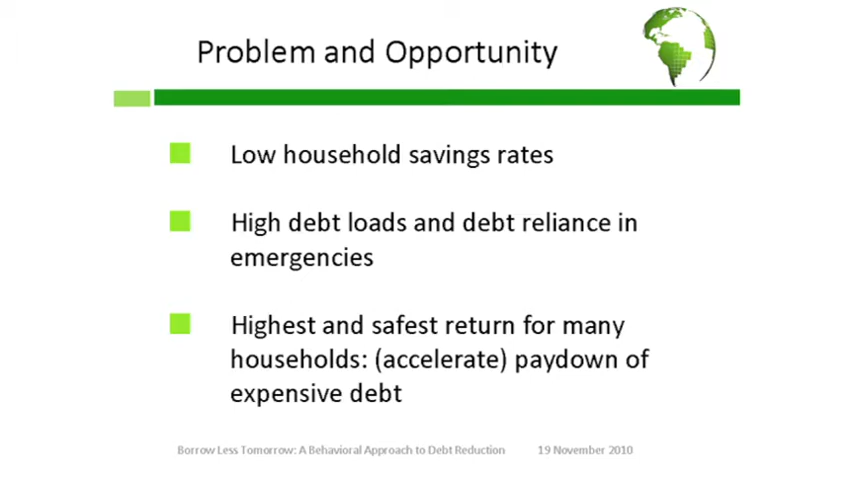 Problem and Opportunity
Low household savings rates
High debt loads and debt reliance in
emergencies
Highest and safest return for many
households: (accelerate) paydown of
expensive debt
Borrow Less Tomorrow: A Behavioral Approach to Debt Reduction 19 November 2010